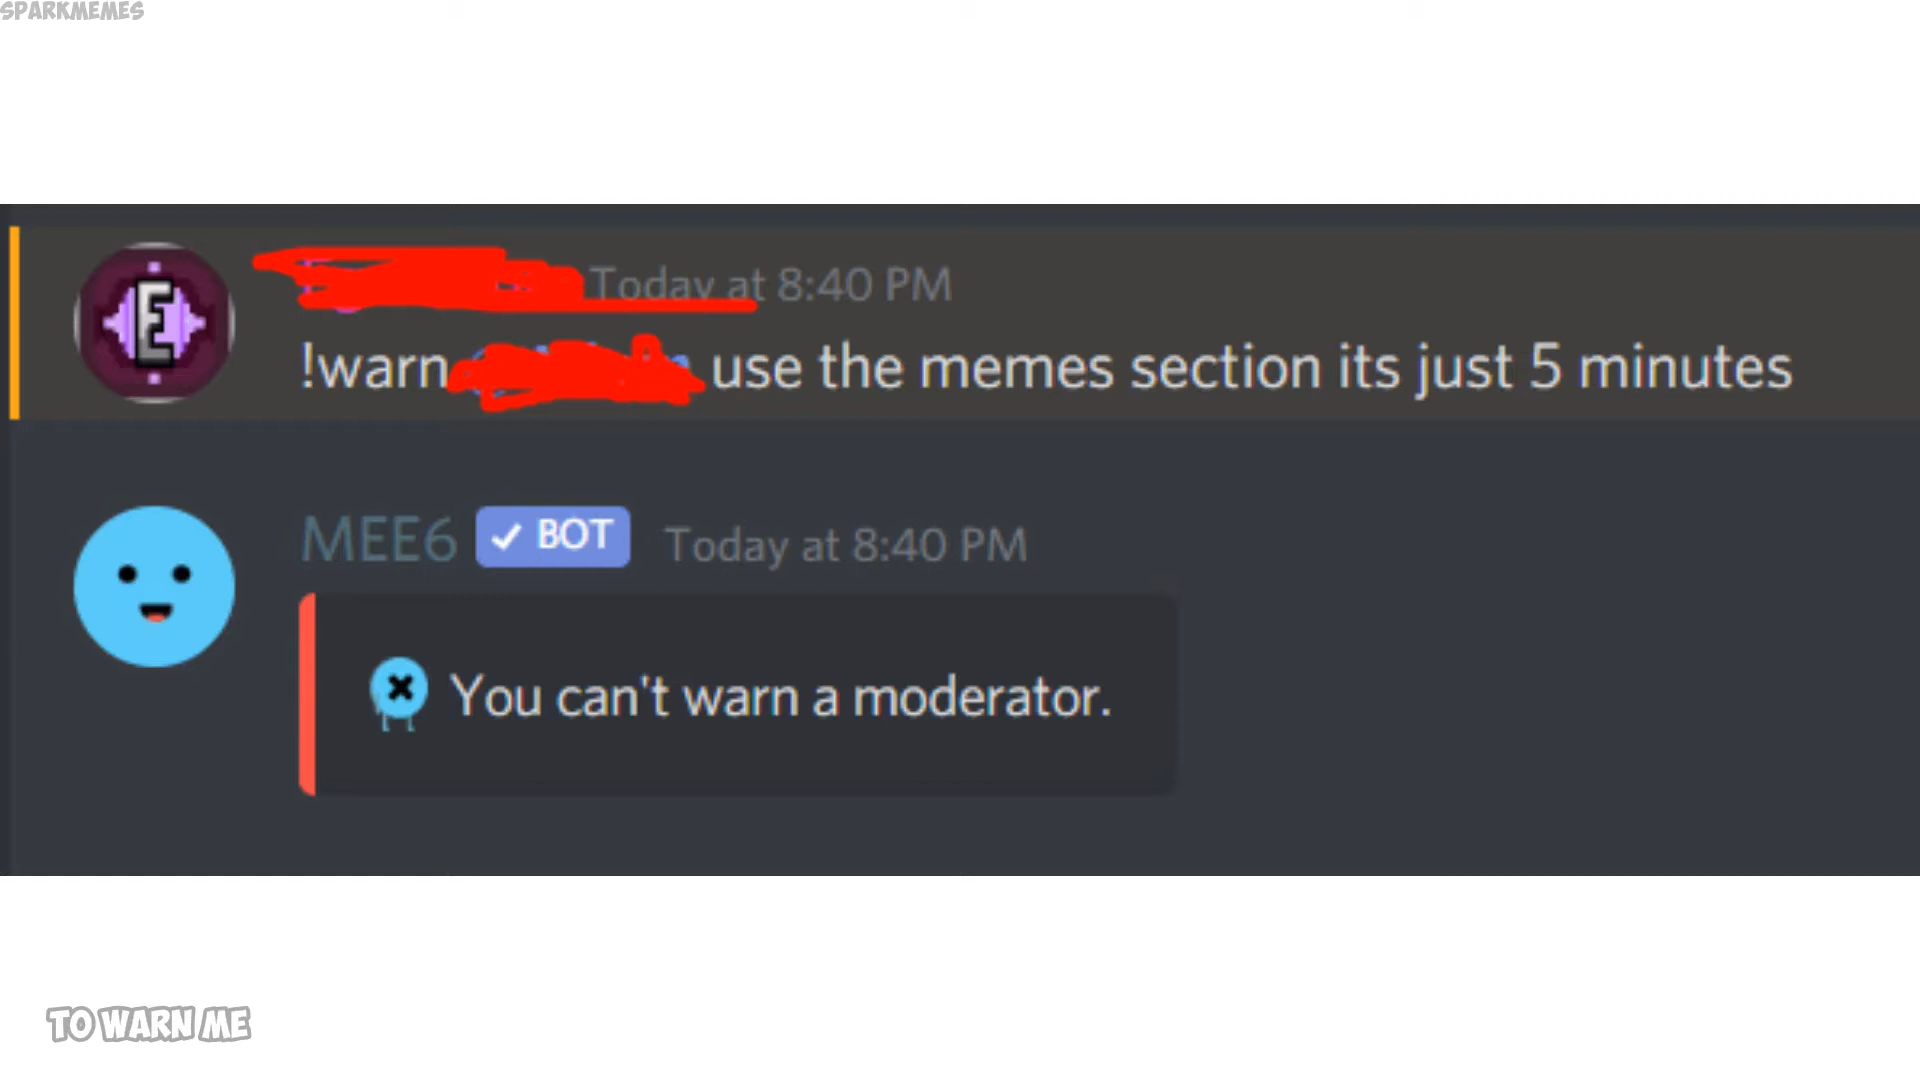 SPARKMEMES
Today at 8:40 PM
!warn use the memes section its just 5 minutes
MEE6 ✓ BOT Today at 8:40 PM
You can't warn a moderator.
TO WARN ME